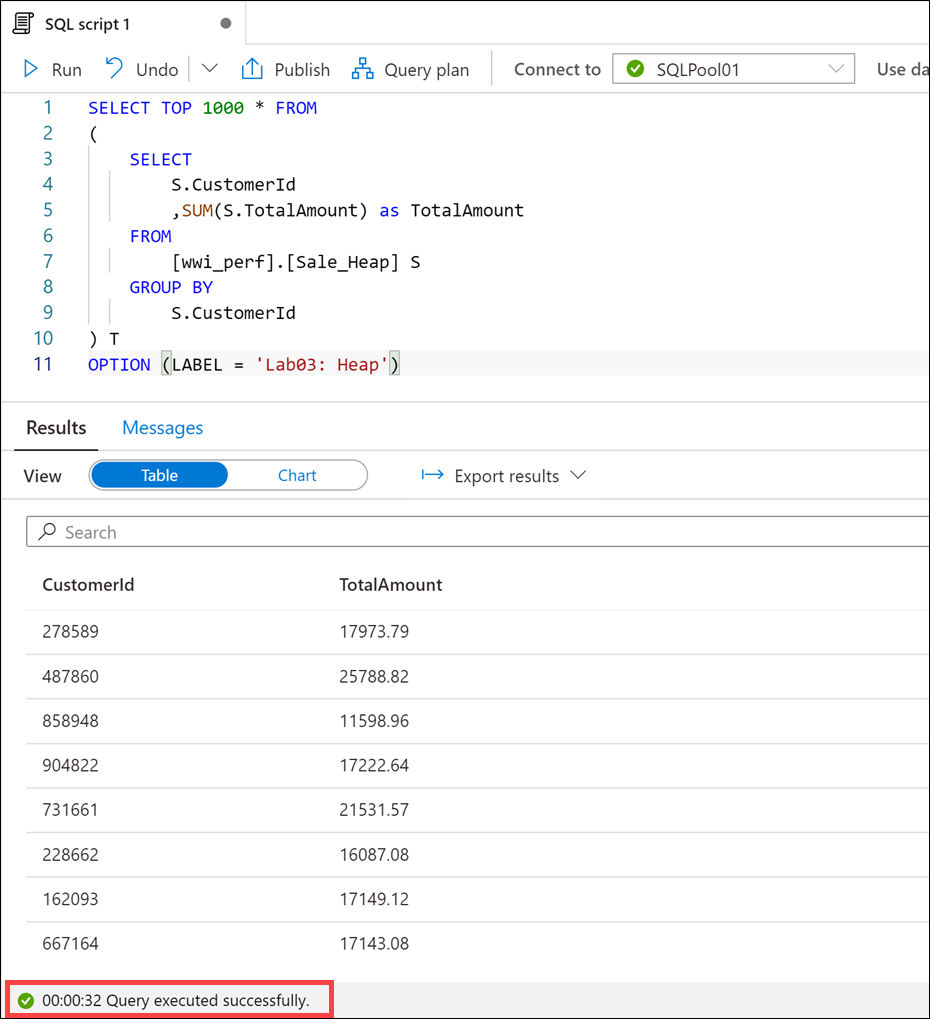 SQL script 1
Run Undo Publish Query plan Connect to SQLPool01 Use da
1 SELECT TOP 1000 * FROM
2 (
3 SELECT
4 S.CustomerId
5 ,SUM(S.TotalAmount) as TotalAmount
6 FROM
7 [wwi_perf].[Sale_Heap] S
8 GROUP BY
9 S.CustomerId
10 ) T
11 OPTION (LABEL = 'Lab03: Heap')
Results Messages
View Table Chart Export results
Search
CustomerId TotalAmount
278589 17973.79
487860 25788.82
858948 11598.96
904822 17222.64
731661 21531.57
228662 16087.08
162093 17149.12
667164 17143.08
00:00:32 Query executed successfully.